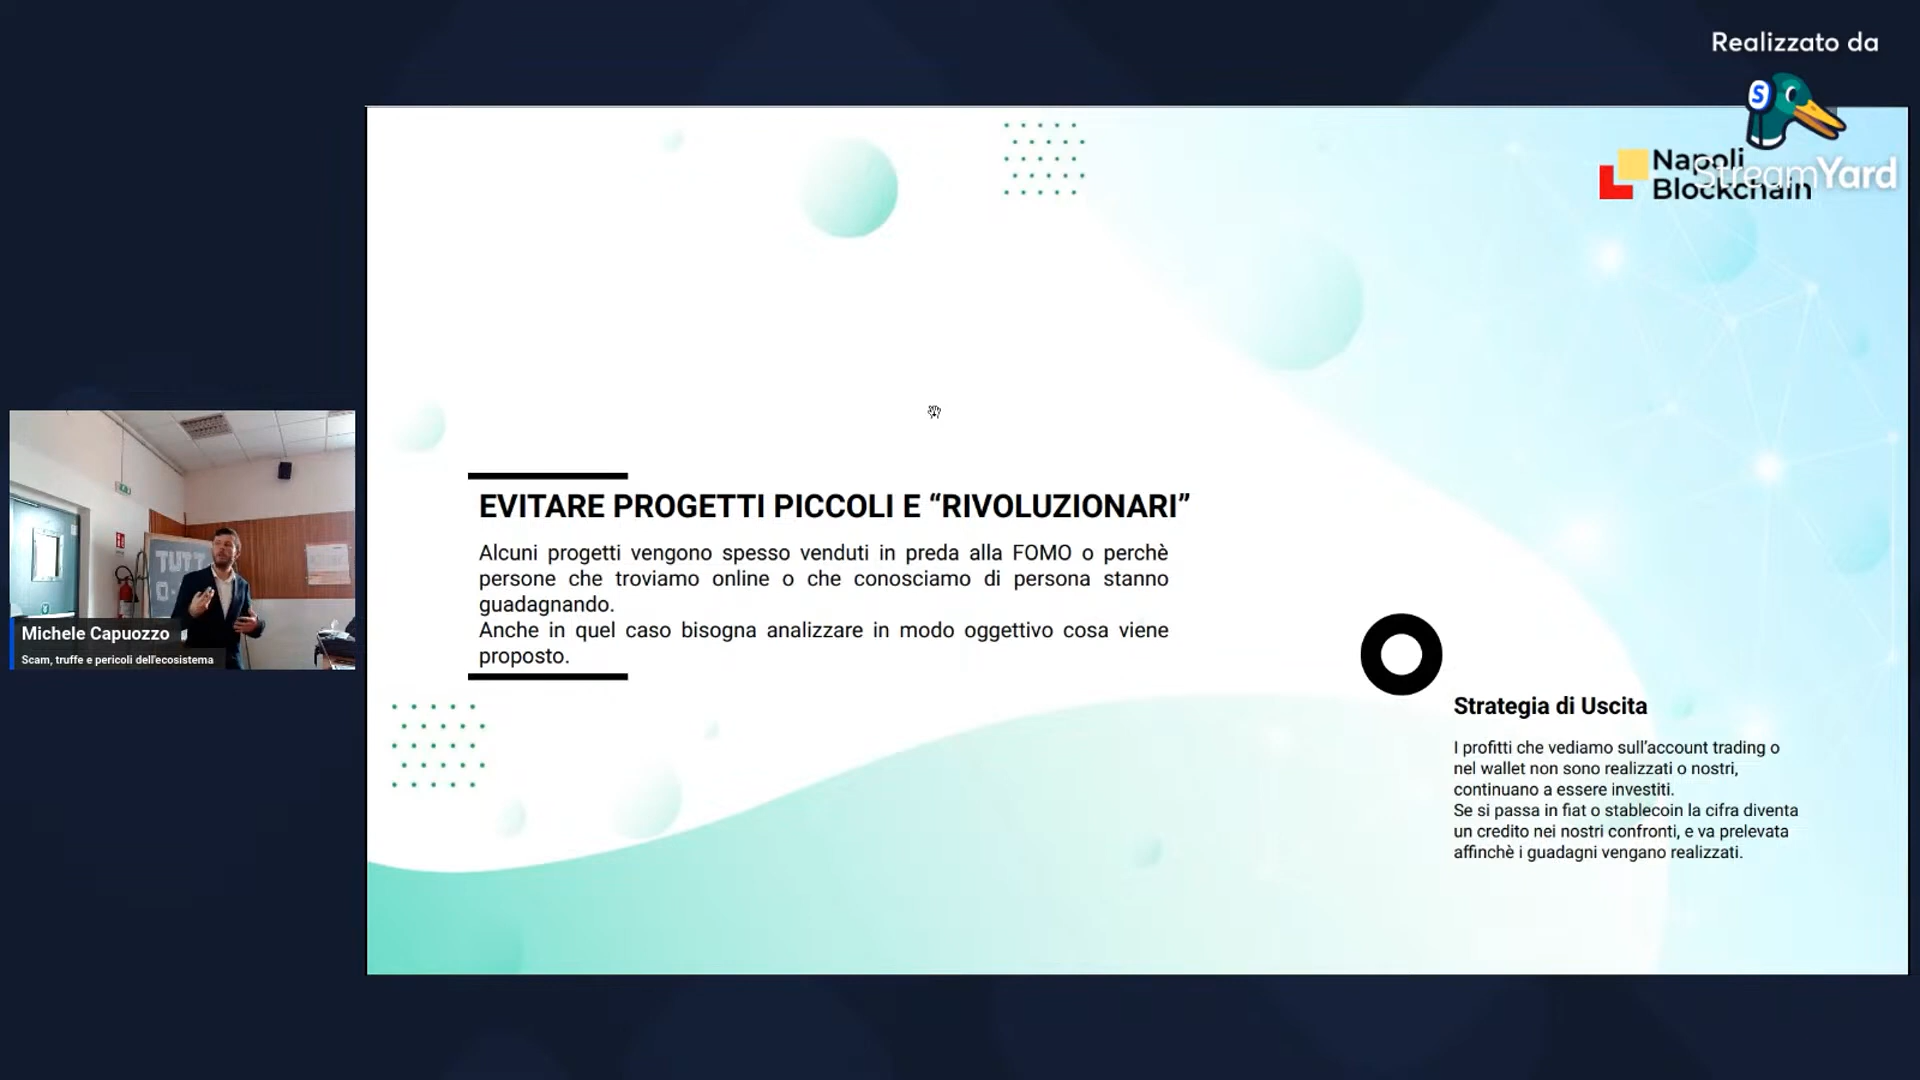 Realizzato da
StreamYard
Napoli
Blockchain
EVITARE PROGETTI PICCOLI E “RIVOLUZIONARI”
Alcuni progetti vengono spesso venduti in preda alla FOMO o perchè
persone che troviamo online o che conosciamo di persona stanno
guadagnando.
Anche in quel caso bisogna analizzare in modo oggettivo cosa viene
proposto.
TUTT
Michele Capuozzo
Scam, truffe e pericoli dell'ecosistema
Strategia di Uscita
I profitti che vediamo sull’account trading o
nel wallet non sono realizzati o nostri,
continuano a essere investiti.
Se si passa in fiat o stablecoin la cifra diventa
un credito nei nostri confronti, e va prelevata
affinchè i guadagni vengano realizzati.